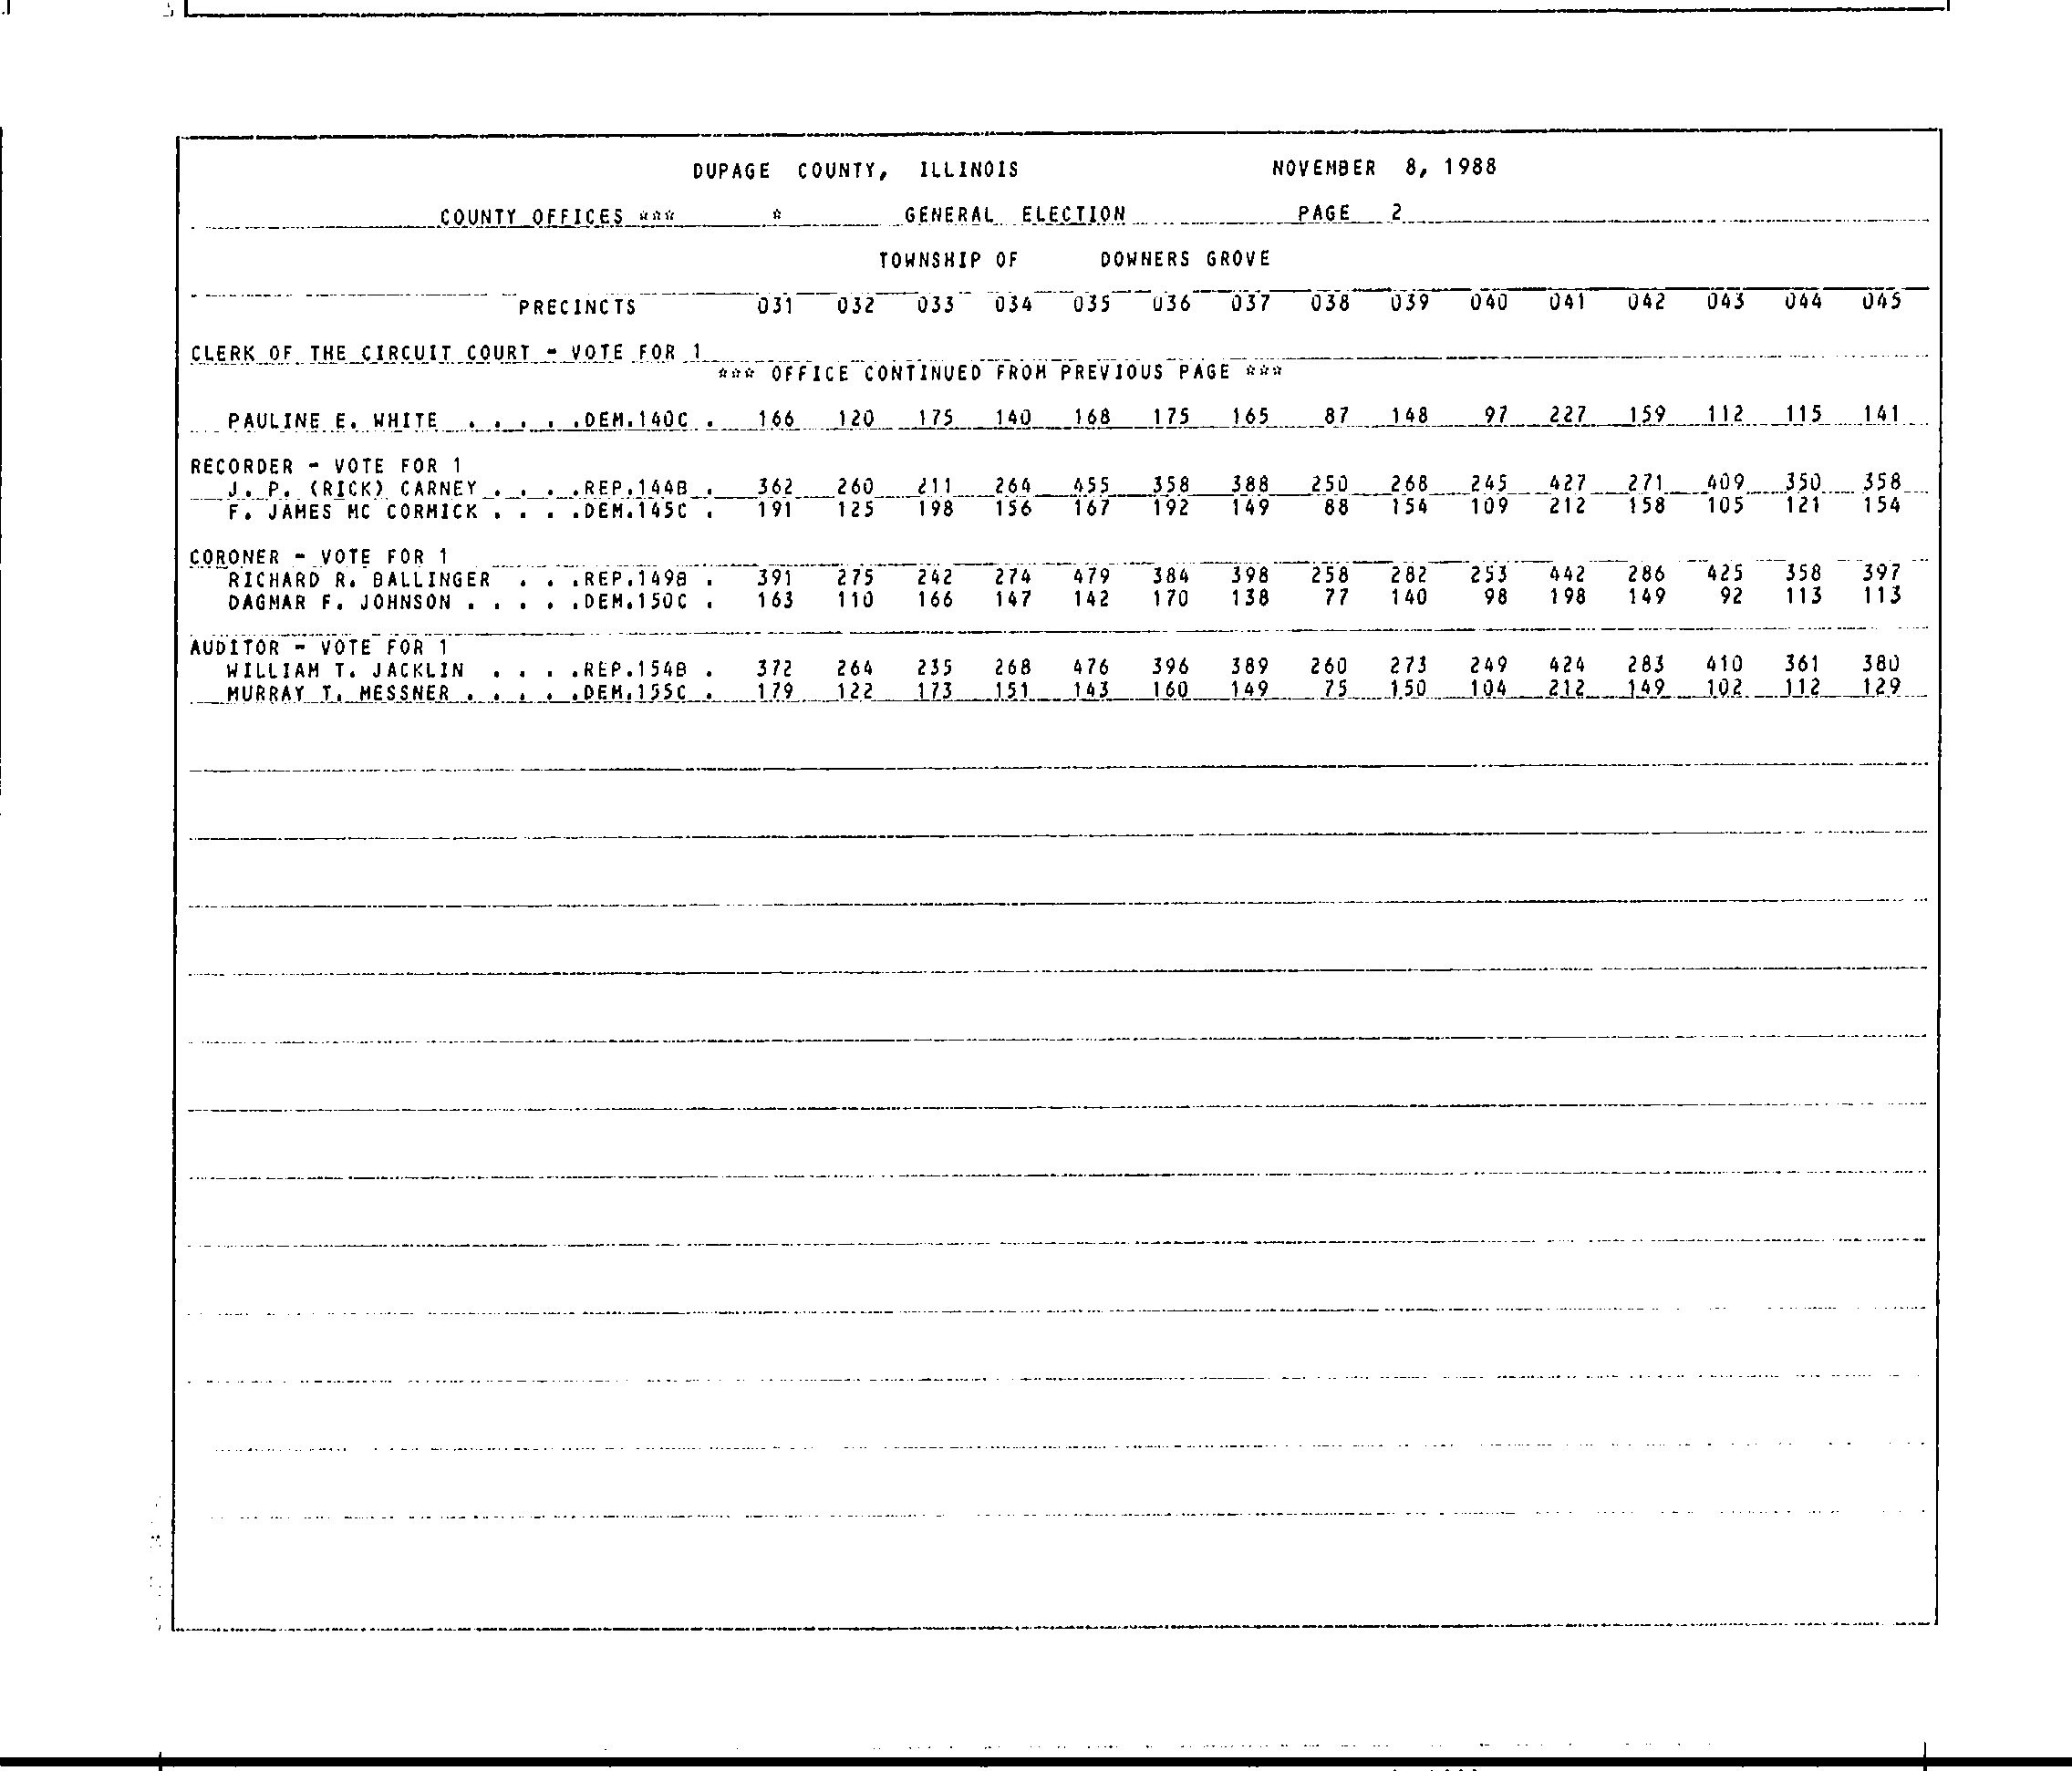 DUPAGE COUNTY, ILLINOIS NOVEMBER 8, 1988
COUNTY OFFICES *** * GENERAL ELECTION PAGE 2
TOWNSHIP OF DOWNERS GROVE
PRECINCTS 031 032 033 034 035 036 037 038 039 040 041 042 043 044 045
CLERK OF THE CIRCUIT COURT - VOTE FOR 1
*** OFFICE CONTINUED FROM PREVIOUS PAGE ***
PAULINE E. WHITE . . . . .DEM.140C . 166 120 175 140 168 175 165 87 148 97 227 159 112 115 141
RECORDER - VOTE FOR 1
J. P. (RICK) CARNEY . . . .REP.144B . 362 260 211 264 455 358 388 250 268 245 427 271 409 350 358
F. JAMES MC CORMICK . . . .DEM.145C . 191 125 198 156 167 192 149 88 154 109 212 158 105 121 154
CORONER - VOTE FOR 1
RICHARD R. BALLINGER . . .REP.149B . 391 275 242 274 479 384 398 258 282 253 442 286 425 358 397
DAGMAR F. JOHNSON . . . . .DEM.150C . 163 110 166 147 142 170 138 77 140 98 198 149 92 113 113
AUDITOR - VOTE FOR 1
WILLIAM T. JACKLIN . . . .REP.154B . 372 264 235 268 476 396 389 260 273 249 424 283 410 361 380
MURRAY T. MESSNER . . . . .DEM.155C . 179 122 173 151 143 160 149 75 150 104 212 149 102 112 129